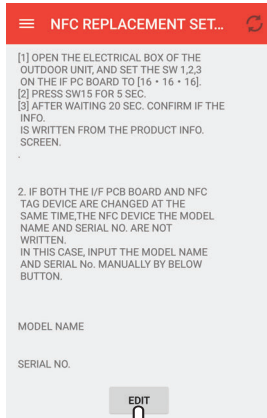 NFC REPLACEMENT SET...
[1] OPEN THE ELECTRICAL BOX OF THE
OUTDOOR UNIT, AND SET THE SW 1,2,3
ON THE IF PC BOARD TO [16・16・16].
[2] PRESS SW15 FOR 5 SEC.
[3] AFTER WAITING 20 SEC. CONFIRM IF THE
INFO.
IS WRITTEN FROM THE PRODUCT INFO.
SCREEN.
.
2. IF BOTH THE I/F PCB BOARD AND NFC
TAG DEVICE ARE CHANGED AT THE
SAME TIME,THE NFC DEVICE THE MODEL
NAME AND SERIAL NO. ARE NOT
WRITTEN.
IN THIS CASE, INPUT THE MODEL NAME
AND SERIAL No. MANUALLY BY BELOW
BUTTON.
MODEL NAME
SERIAL NO.
EDIT